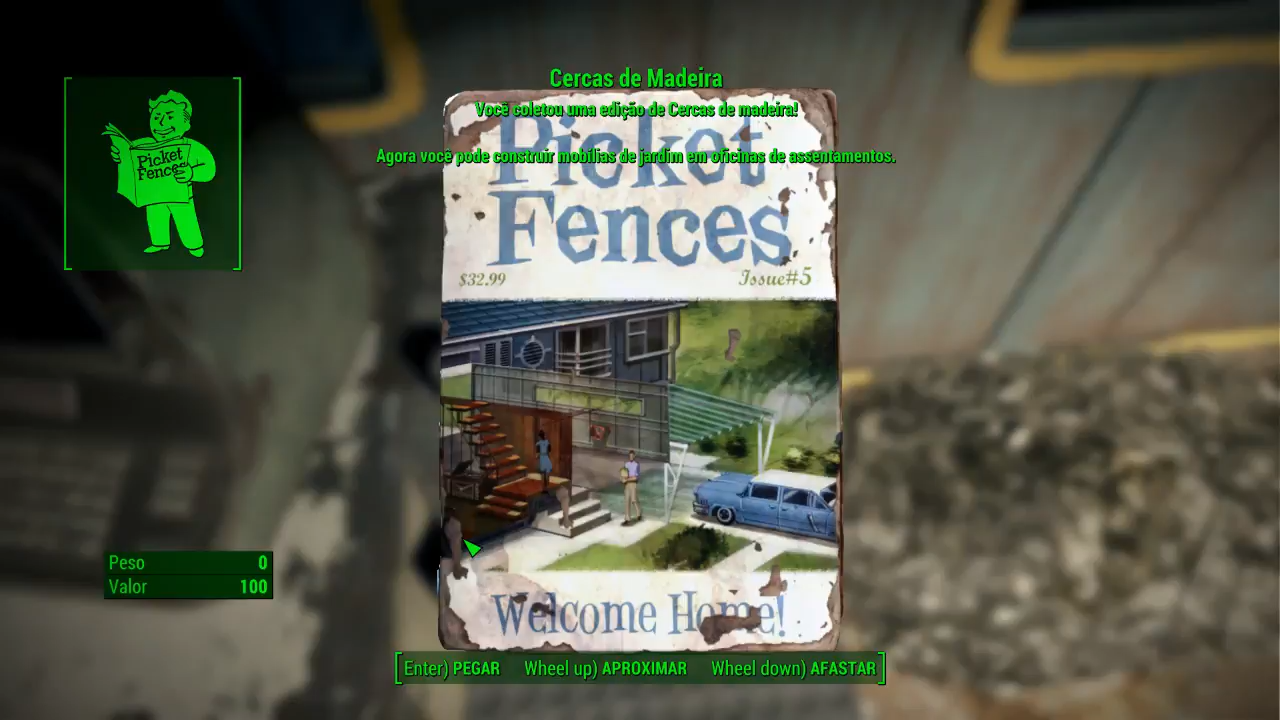 Cercas de Madeira
Você coletou uma edição de Cercas de madeira!
Agora você pode construir mobílias de jardim em oficinas de assentamentos.
Picket
Fences
Picket
Fences
$32.99 Issue#5
Welcome Home!
Peso 0
Valor 100
Enter) PEGAR Wheel up) APROXIMAR Wheel down) AFASTAR